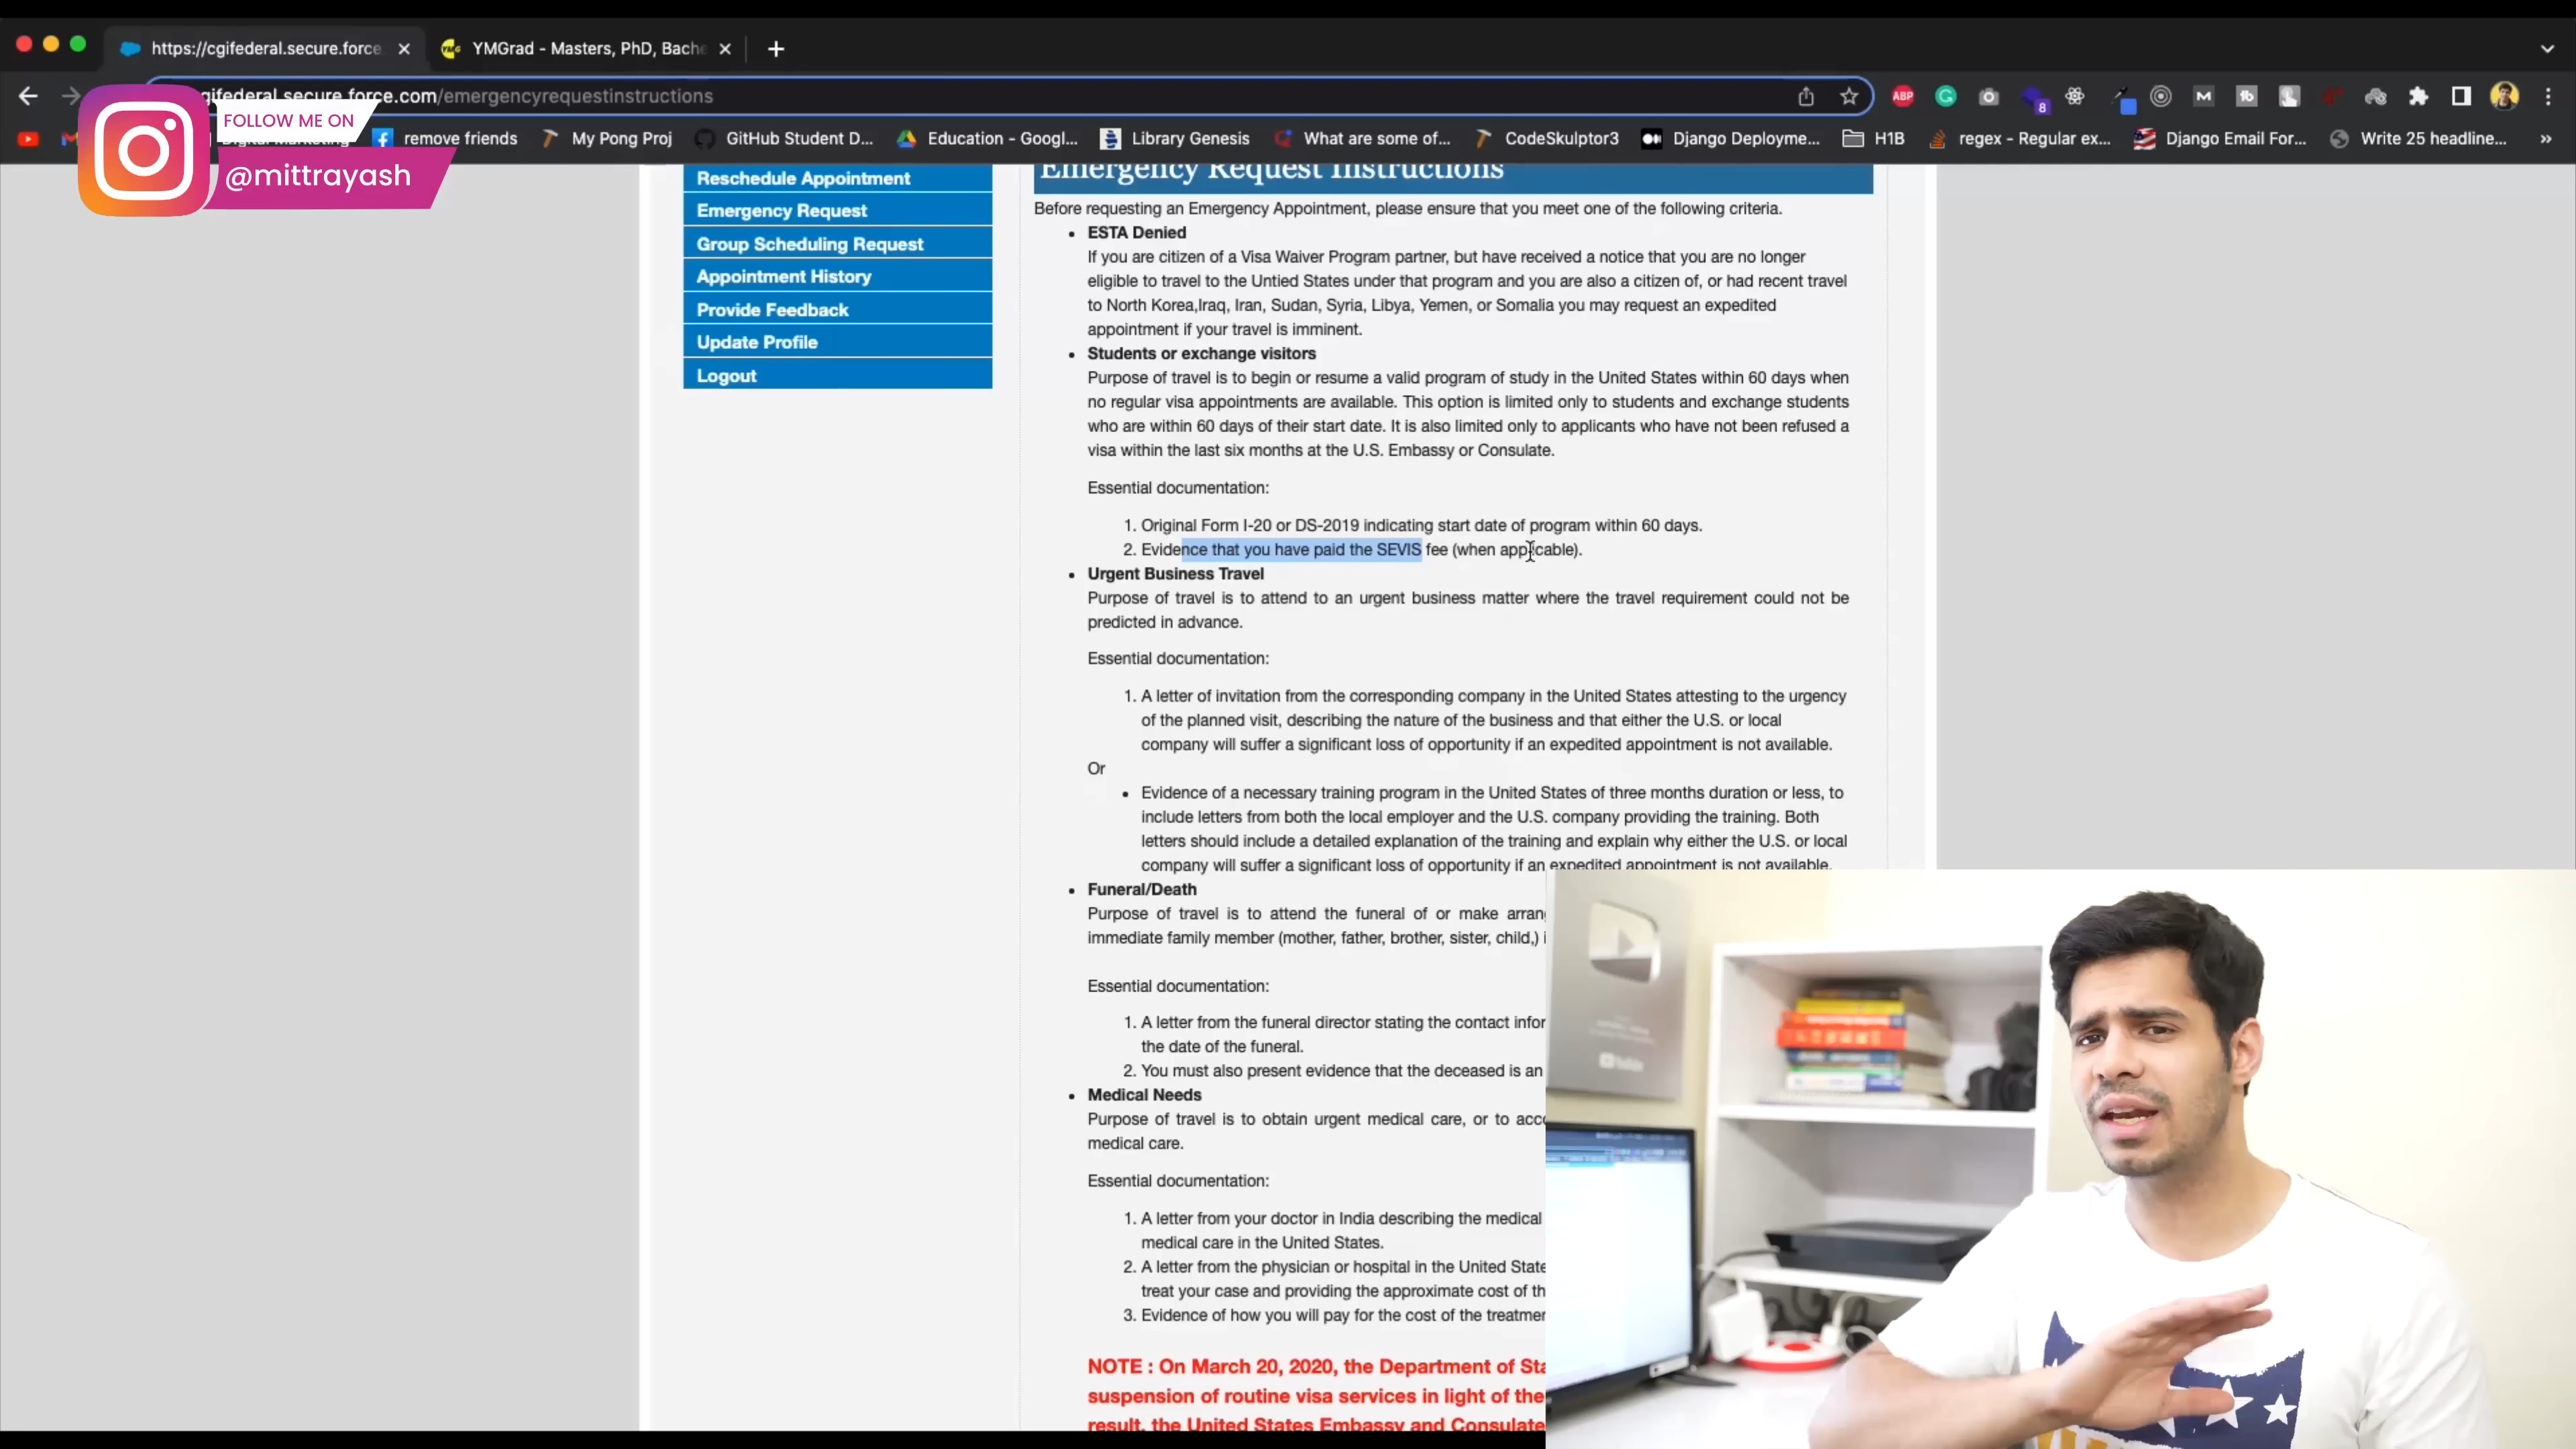 https://cgifederal.secure.force
YMGrad - Masters, PhD, Bache
gifederal.secure.force.com/emergencyrequestinstructions
ABP
8
FOLLOW ME ON
@mittrayash
remove friends
My Pong Proj
GitHub Student D...
Education - Googl...
Library Genesis
What are some of...
CodeSkulptor3
Django Deployme...
H1B
regex - Regular ex...
Django Email For...
Write 25 headline...
Reschedule Appointment
Emergency Request
Group Scheduling Request
Appointment History
Provide Feedback
Update Profile
Logout
Emergency Request Instructions
Before requesting an Emergency Appointment, please ensure that you meet one of the following criteria.
• ESTA Denied
If you are citizen of a Visa Waiver Program partner, but have received a notice that you are no longer
eligible to travel to the Untied States under that program and you are also a citizen of, or had recent travel
to North Korea,Iraq, Iran, Sudan, Syria, Libya, Yemen, or Somalia you may request an expedited
appointment if your travel is imminent.
• Students or exchange visitors
Purpose of travel is to begin or resume a valid program of study in the United States within 60 days when
no regular visa appointments are available. This option is limited only to students and exchange students
who are within 60 days of their start date. It is also limited only to applicants who have not been refused a
visa within the last six months at the U.S. Embassy or Consulate.
Essential documentation:
1. Original Form I-20 or DS-2019 indicating start date of program within 60 days.
2. Evidence that you have paid the SEVIS fee (when applicable).
• Urgent Business Travel
Purpose of travel is to attend to an urgent business matter where the travel requirement could not be
predicted in advance.
Essential documentation:
1. A letter of invitation from the corresponding company in the United States attesting to the urgency
of the planned visit, describing the nature of the business and that either the U.S. or local
company will suffer a significant loss of opportunity if an expedited appointment is not available.
Or
• Evidence of a necessary training program in the United States of three months duration or less, to
include letters from both the local employer and the U.S. company providing the training. Both
letters should include a detailed explanation of the training and explain why either the U.S. or local
company will suffer a significant loss of opportunity if an expedited appointment is not available.
• Funeral/Death
Purpose of travel is to attend the funeral of or make arran
immediate family member (mother, father, brother, sister, child,) i
Essential documentation:
1. A letter from the funeral director stating the contact infor
the date of the funeral.
2. You must also present evidence that the deceased is an
• Medical Needs
Purpose of travel is to obtain urgent medical care, or to acc
medical care.
Essential documentation:
1. A letter from your doctor in India describing the medical
medical care in the United States.
2. A letter from the physician or hospital in the United State
treat your case and providing the approximate cost of th
3. Evidence of how you will pay for the cost of the treatmen
NOTE : On March 20, 2020, the Department of Sta
suspension of routine visa services in light of the
result, the United States Embassy and Consulate